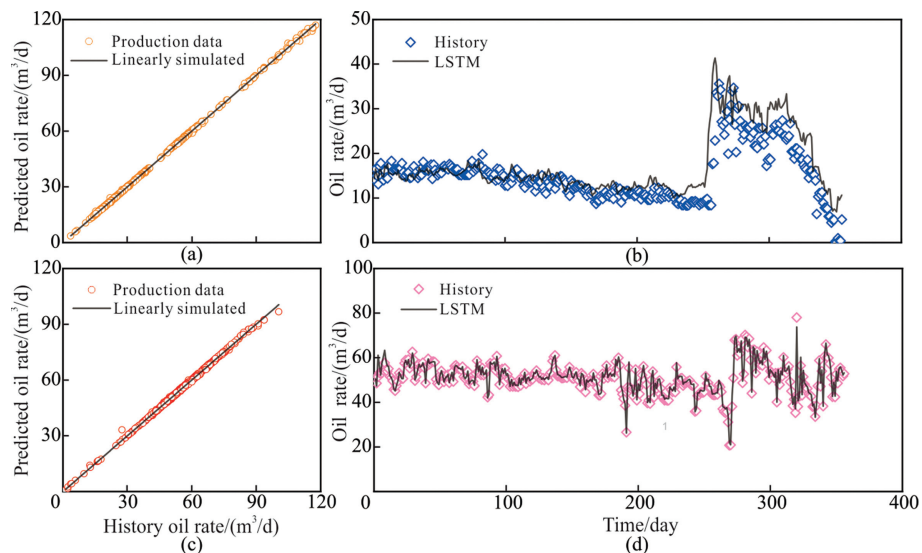 120
90
60
30
0
Predicted oil rate/(m³/d)
Production data
Linearly simulated
(a)
50
40
30
20
10
0
Oil rate/(m³/d)
History
LSTM
(b)
120
90
60
30
Predicted oil rate/(m³/d)
Production data
Linearly simulated
30 60 90 120
History oil rate/(m³/d)
(c)
100
80
60
40
20
0
Oil rate/(m³/d)
History
LSTM
1
0 100 200 300 400
Time/day
(d)